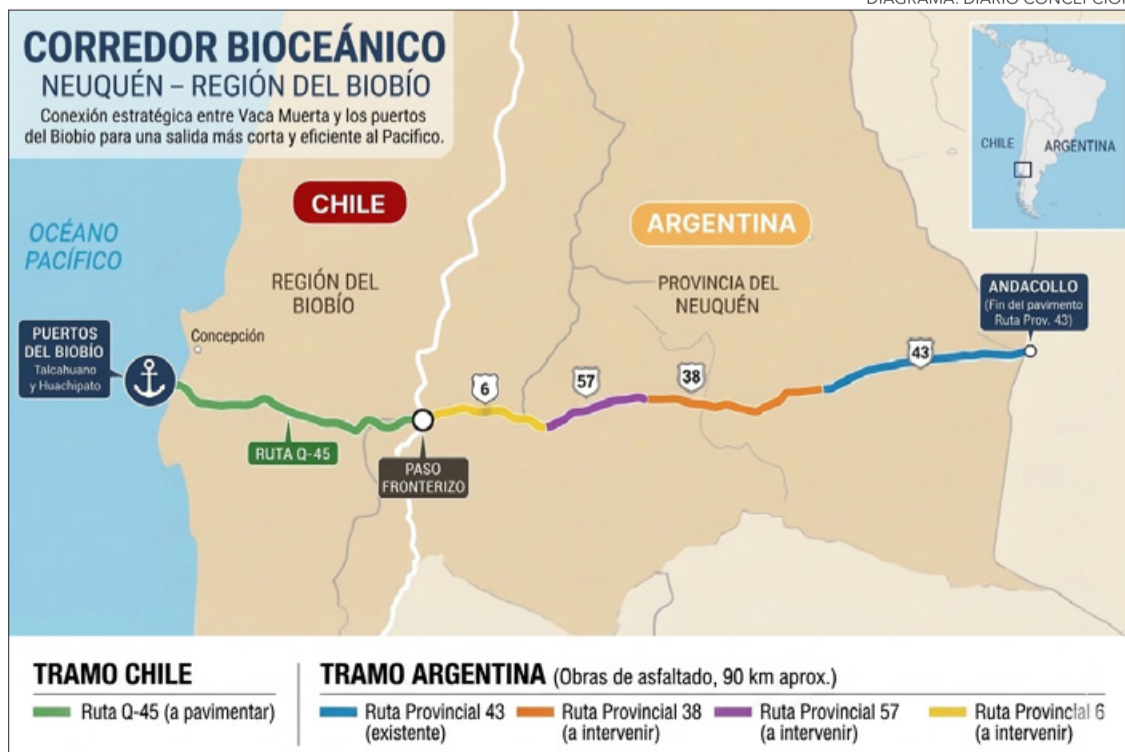 DIAGRAMA: DIARIO CONCEPCIÓN
CORREDOR BIOCEÁNICO
NEUQUÉN – REGIÓN DEL BIOBÍO
Conexión estratégica entre Vaca Muerta y los puertos
del Biobio para una salida más corta y eficiente al Pacífico.
CHILE
ARGENTINA
CHILE
ARGENTINA
OCÉANO
PACÍFICO
REGIÓN DEL
BIOBÍO
PROVINCIA DEL
NEUQUÉN
ANDACOLLO
(Fin del pavimento
Ruta Prov. 43)
PUERTOS
DEL BIOBÍO
Talcahuano
y Huachipato
Concepción
6
57
38
43
RUTA Q-45
PASO
FRONTERIZO
TRAMO CHILE
Ruta Q-45 (a pavimentar)
TRAMO ARGENTINA (Obras de asfaltado, 90 km aprox.)
Ruta Provincial 43
(existente)
Ruta Provincial 38
(a intervenir)
Ruta Provincial 57
(a intervenir)
Ruta Provincial 6
(a intervenir)